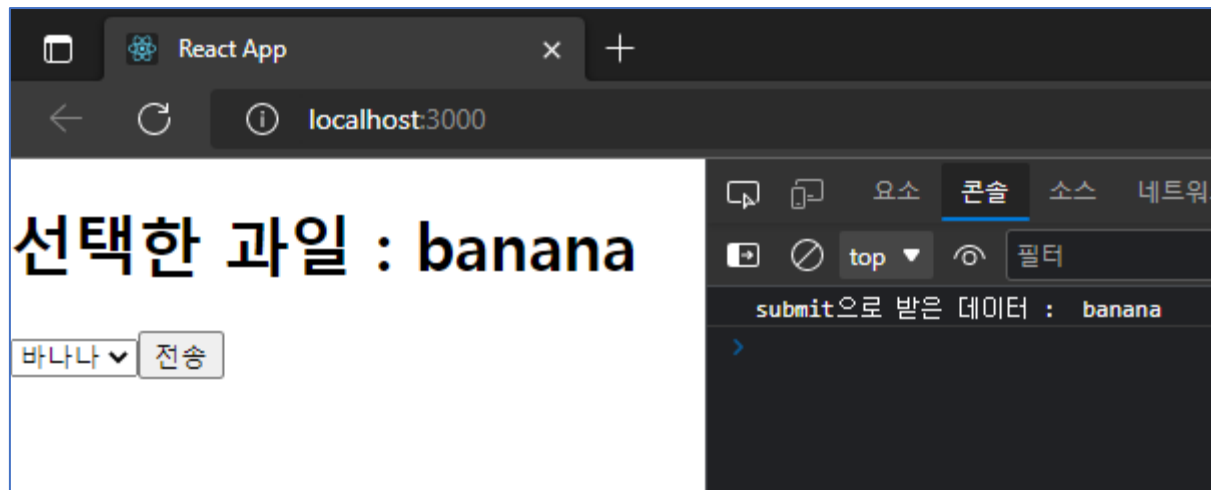 React App
localhost:3000
요소 콘솔 소스 네트워
top 필터
선택한 과일 : banana
submit으로 받은 데이터 : banana
바나나 전송